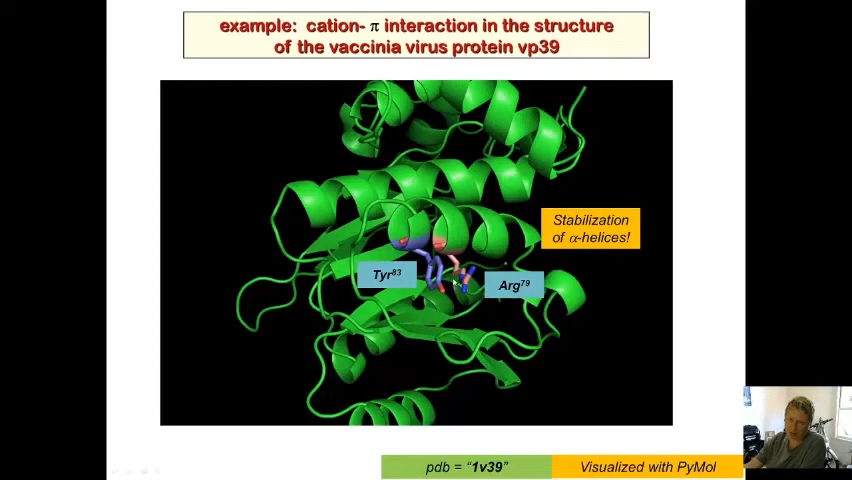 example: cation- π interaction in the structure
of the vaccinia virus protein vp39
Stabilization
of α-helices!
Tyr⁸³
Arg⁷⁹
pdb = “1v39”
Visualized with PyMol